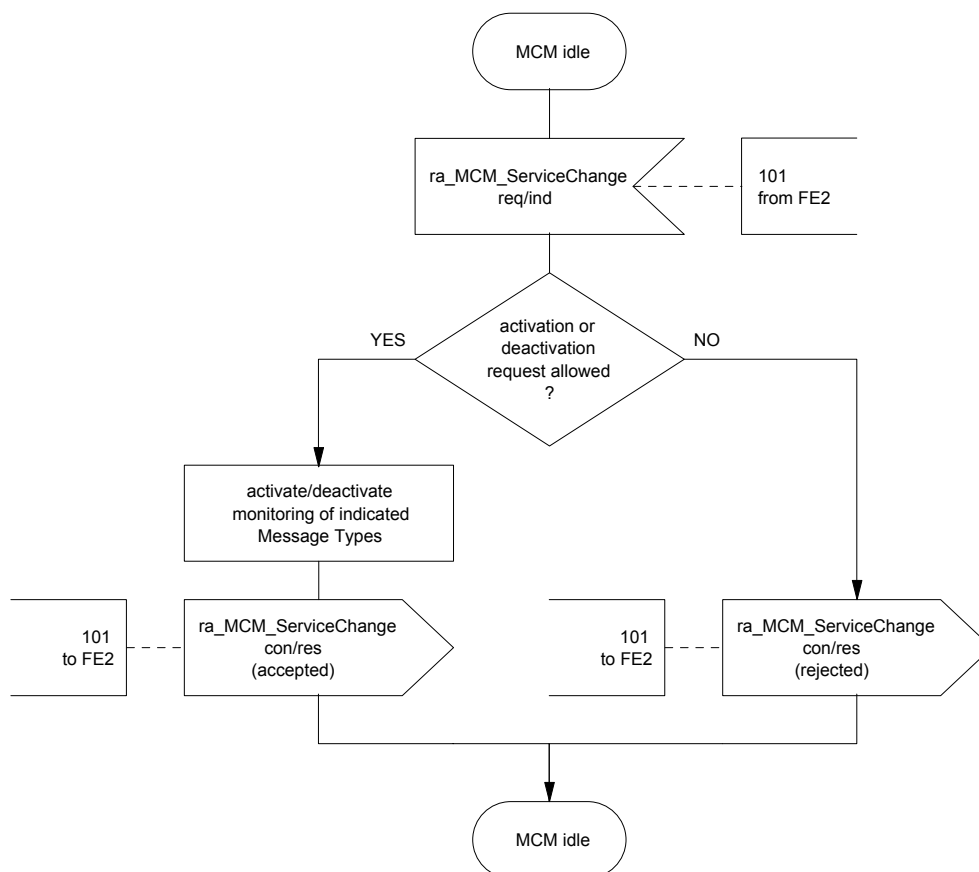 MCM idle
ra_MCM_ServiceChange
req/ind
101
from FE2
activation or
deactivation
request allowed
?
YES
NO
activate/deactivate
monitoring of indicated
Message Types
101
to FE2
ra_MCM_ServiceChange
con/res
(accepted)
101
to FE2
ra_MCM_ServiceChange
con/res
(rejected)
MCM idle